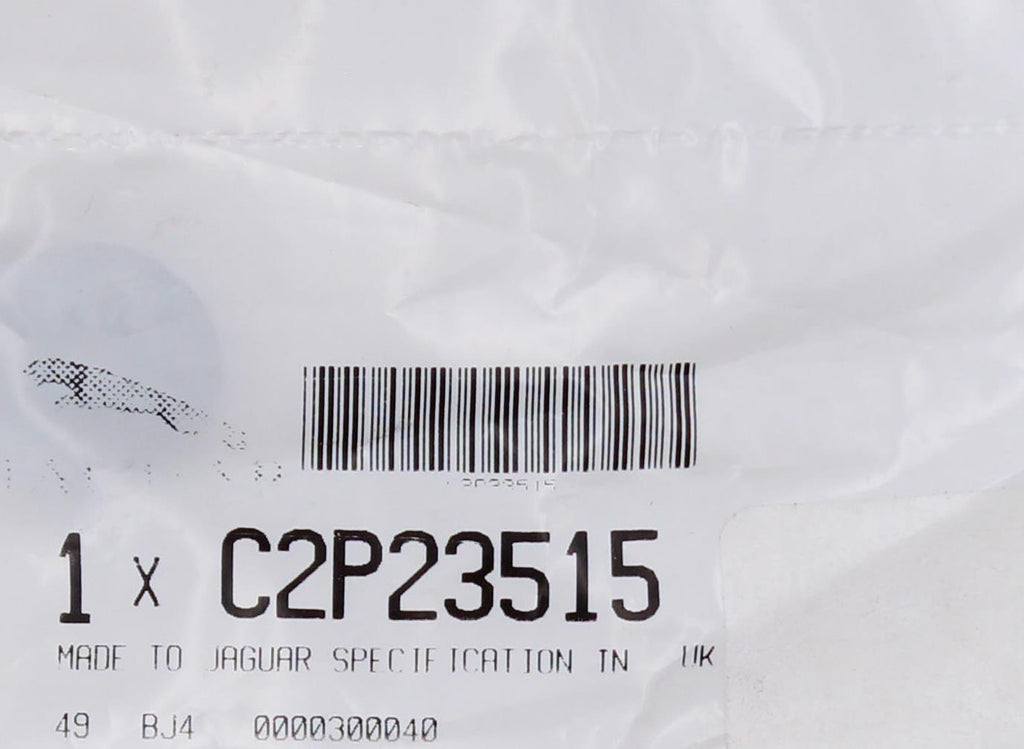 1 x C2P23515
MADE TO JAGUAR SPECIFICATION IN UK
49 BJ4 0000300040